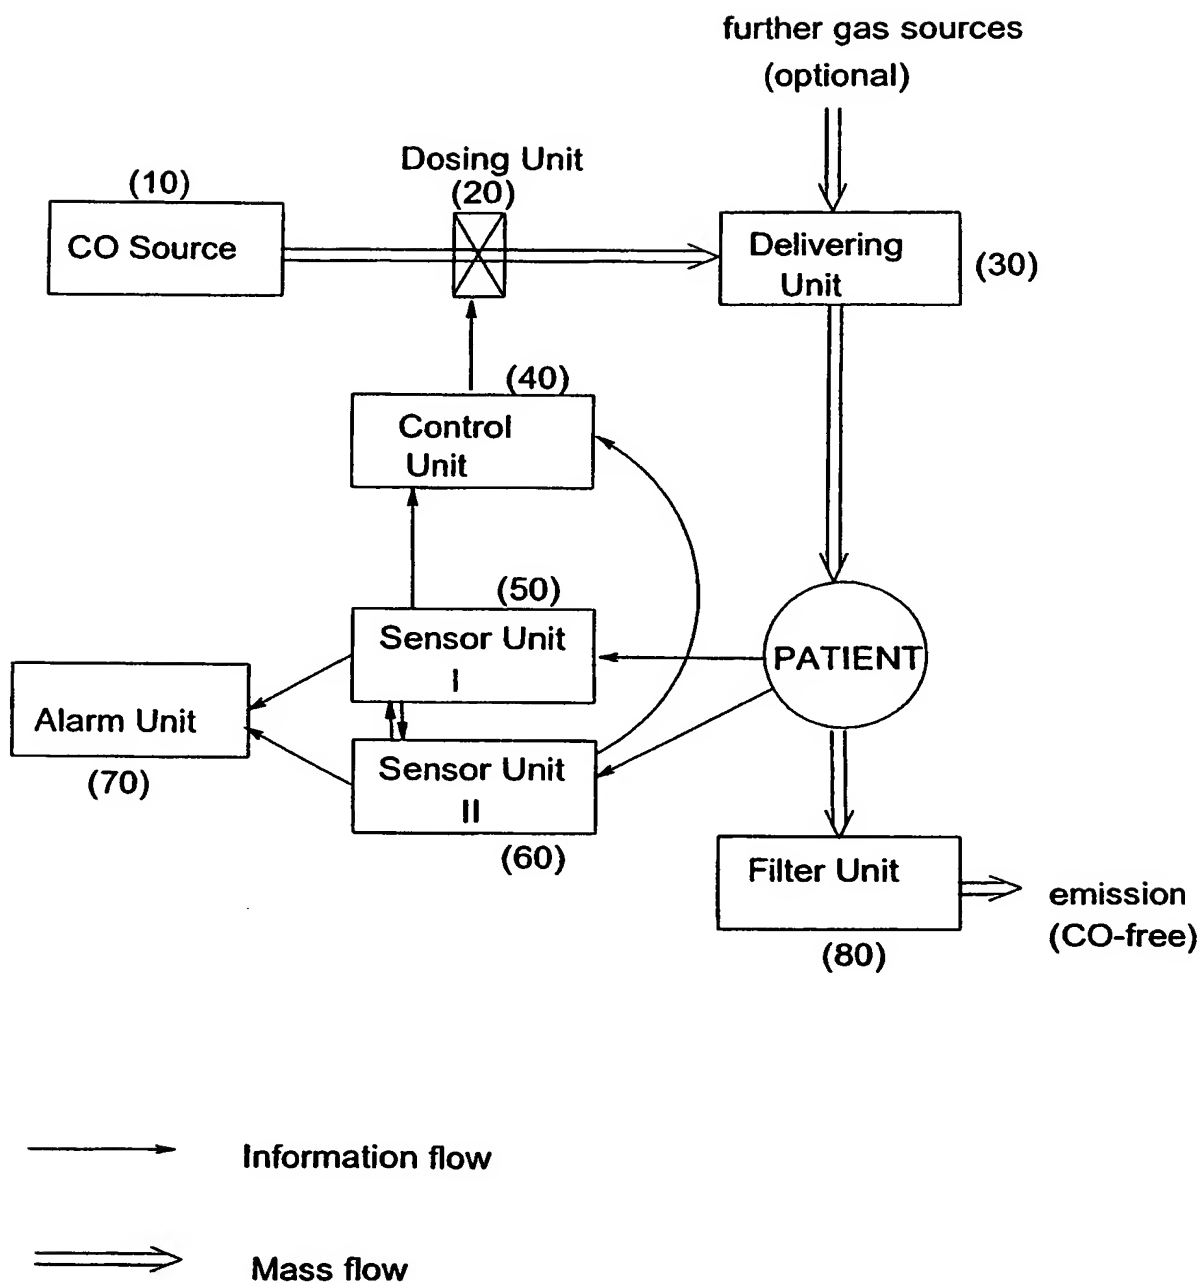 further gas sources
(optional)
Dosing Unit
(20)
(10)
CO Source
Delivering
Unit
(30)
(40)
Control
Unit
(50)
Sensor Unit
I
PATIENT
Alarm Unit
(70)
Sensor Unit
II
(60)
Filter Unit
(80)
emission
(CO-free)
Information flow
Mass flow